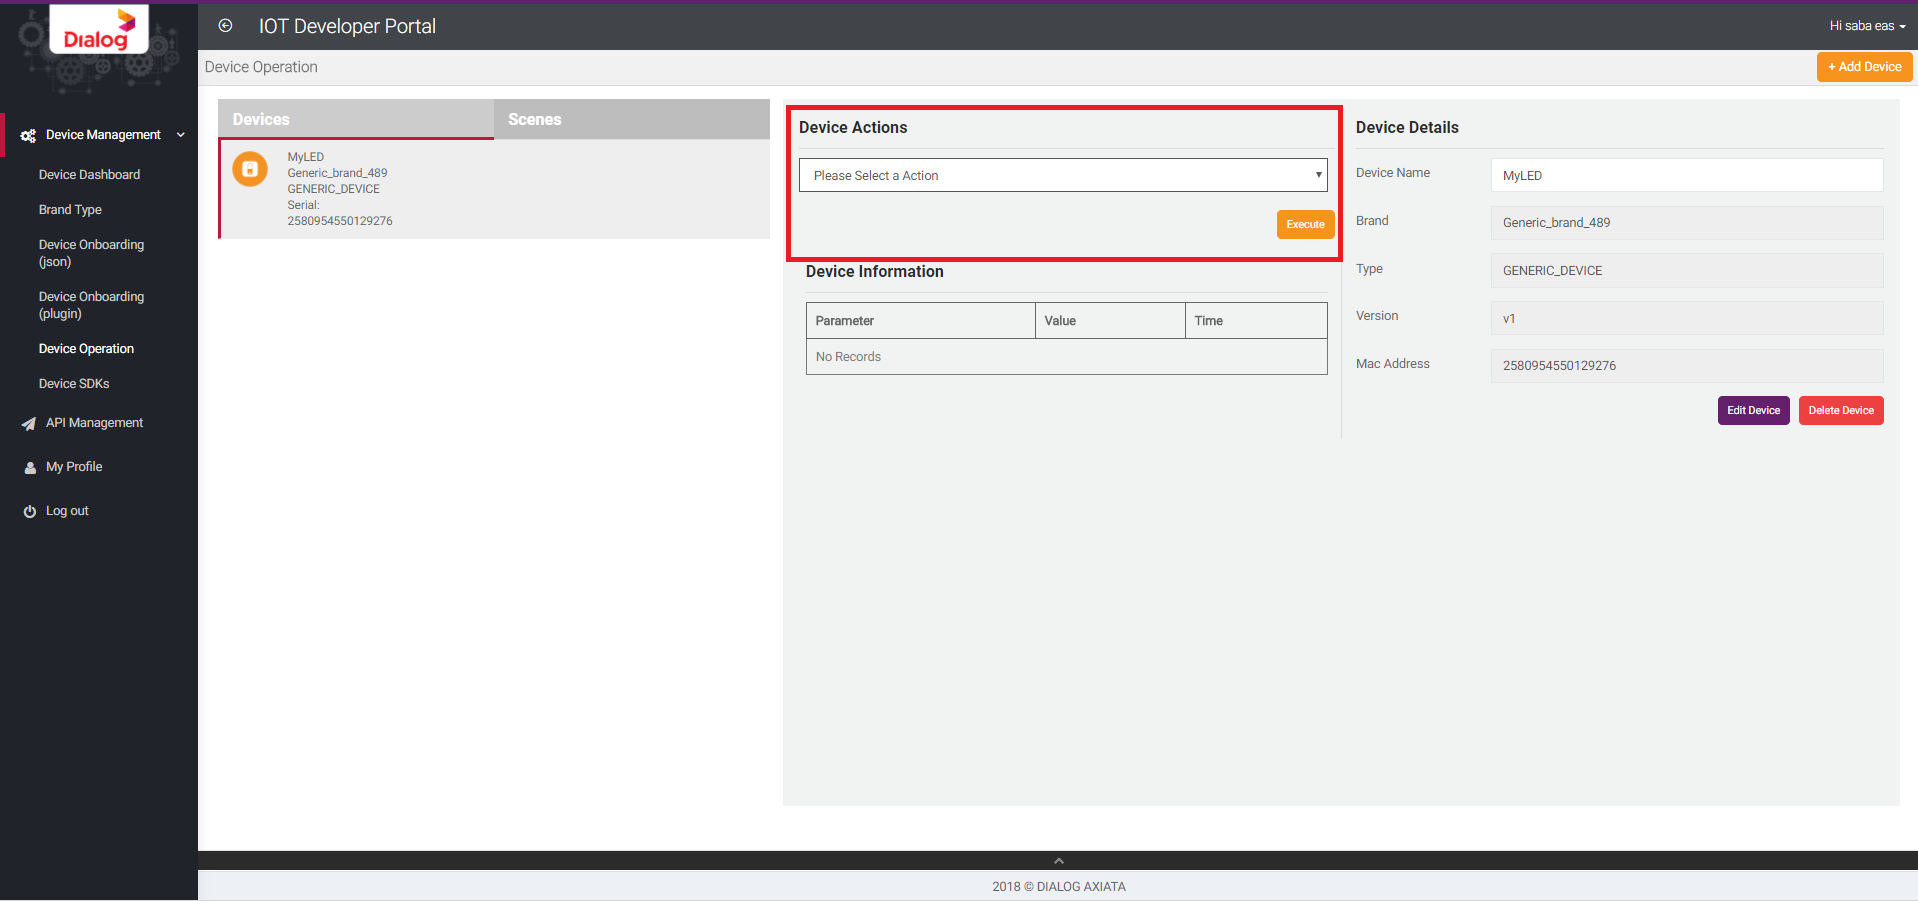 Dialog
IOT Developer Portal
Hi saba eas
Device Operation
+ Add Device
Device Management
Device Dashboard
Brand Type
Device Onboarding
(json)
Device Onboarding
(plugin)
Device Operation
Device SDKs
API Management
My Profile
Log out
Devices
Scenes
MyLED
Generic_brand_489
GENERIC_DEVICE
Serial:
2580954550129276
Device Actions
Please Select a Action
Execute
Device Information
Parameter Value Time
No Records
Device Details
Device Name MyLED
Brand Generic_brand_489
Type GENERIC_DEVICE
Version v1
Mac Address 2580954550129276
Edit Device Delete Device
2018 © DIALOG AXIATA